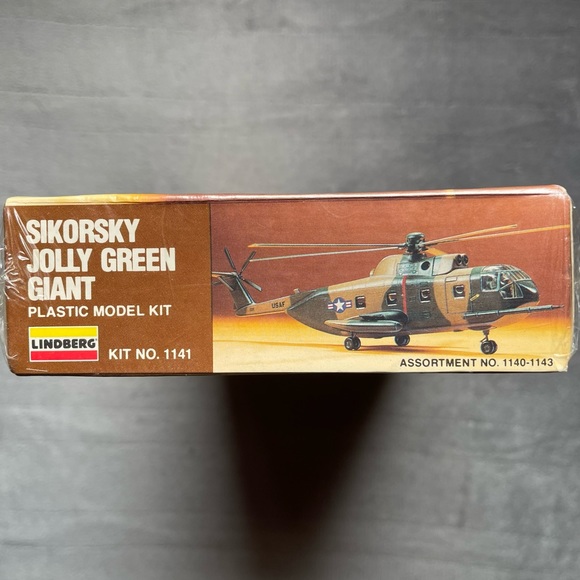 SIKORSKY
JOLLY GREEN
GIANT
PLASTIC MODEL KIT
LINDBERG
KIT NO. 1141
USAF
ASSORTMENT NO. 1140-1143